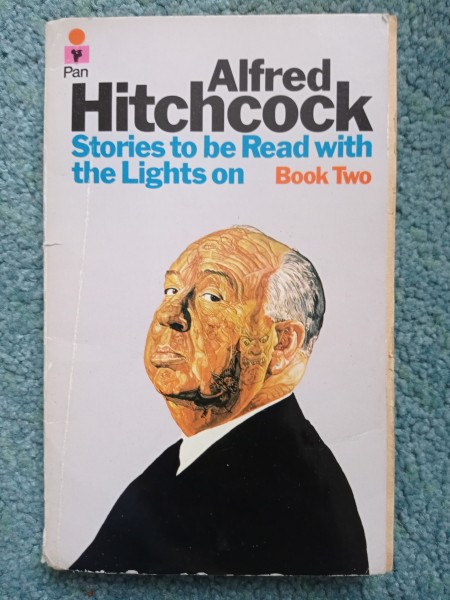 Pan
Alfred
Hitchcock
Stories to be Read with
the Lights on Book Two